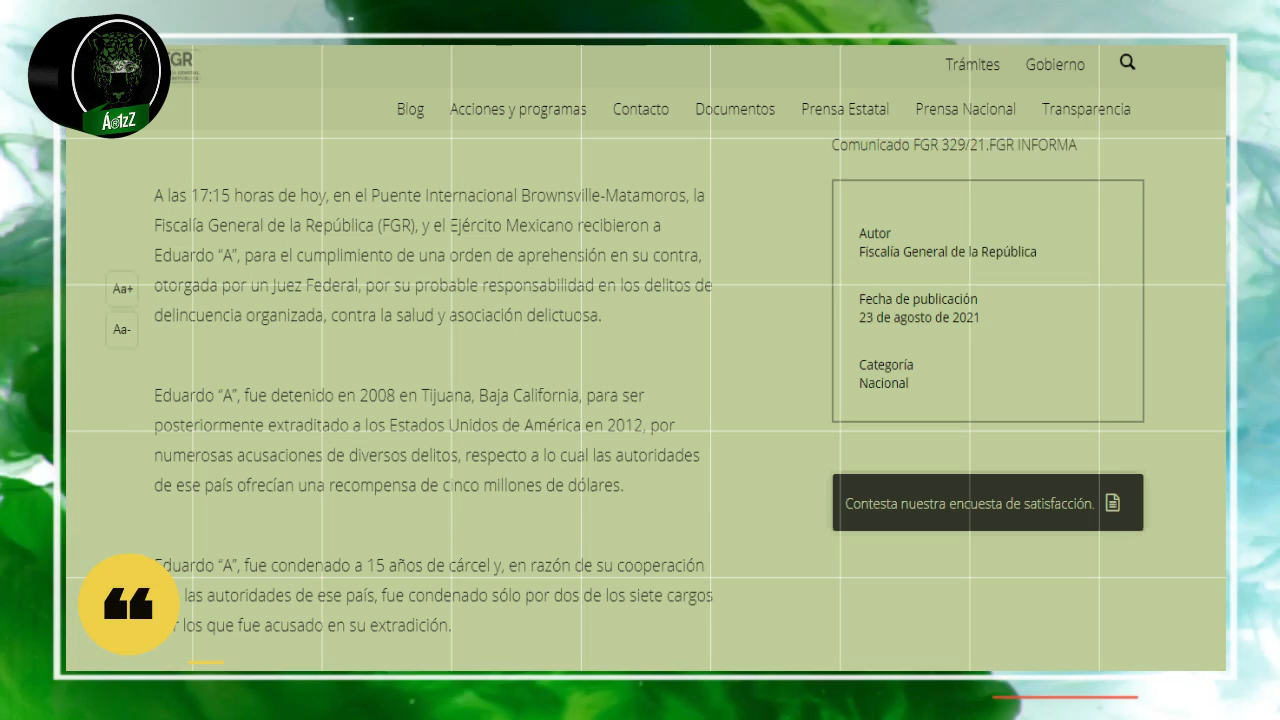 Á®1zZ
FGR
Trámites Gobierno
Blog Acciones y programas Contacto Documentos Prensa Estatal Prensa Nacional Transparencia
Comunicado FGR 329/21.FGR INFORMA
A las 17:15 horas de hoy, en el Puente Internacional Brownsville-Matamoros, la
Fiscalía General de la República (FGR), y el Ejército Mexicano recibieron a
Eduardo “A”, para el cumplimiento de una orden de aprehensión en su contra,
otorgada por un Juez Federal, por su probable responsabilidad en los delitos de
delincuencia organizada, contra la salud y asociación delictuosa.
Aa+
Aa-
Eduardo “A”, fue detenido en 2008 en Tijuana, Baja California, para ser
posteriormente extraditado a los Estados Unidos de América en 2012, por
numerosas acusaciones de diversos delitos, respecto a lo cual las autoridades
de ese país ofrecían una recompensa de cinco millones de dólares.
Eduardo “A”, fue condenado a 15 años de cárcel y, en razón de su cooperación
las autoridades de ese país, fue condenado sólo por dos de los siete cargos
los que fue acusado en su extradición.
Autor
Fiscalía General de la República
Fecha de publicación
23 de agosto de 2021
Categoría
Nacional
Contesta nuestra encuesta de satisfacción.